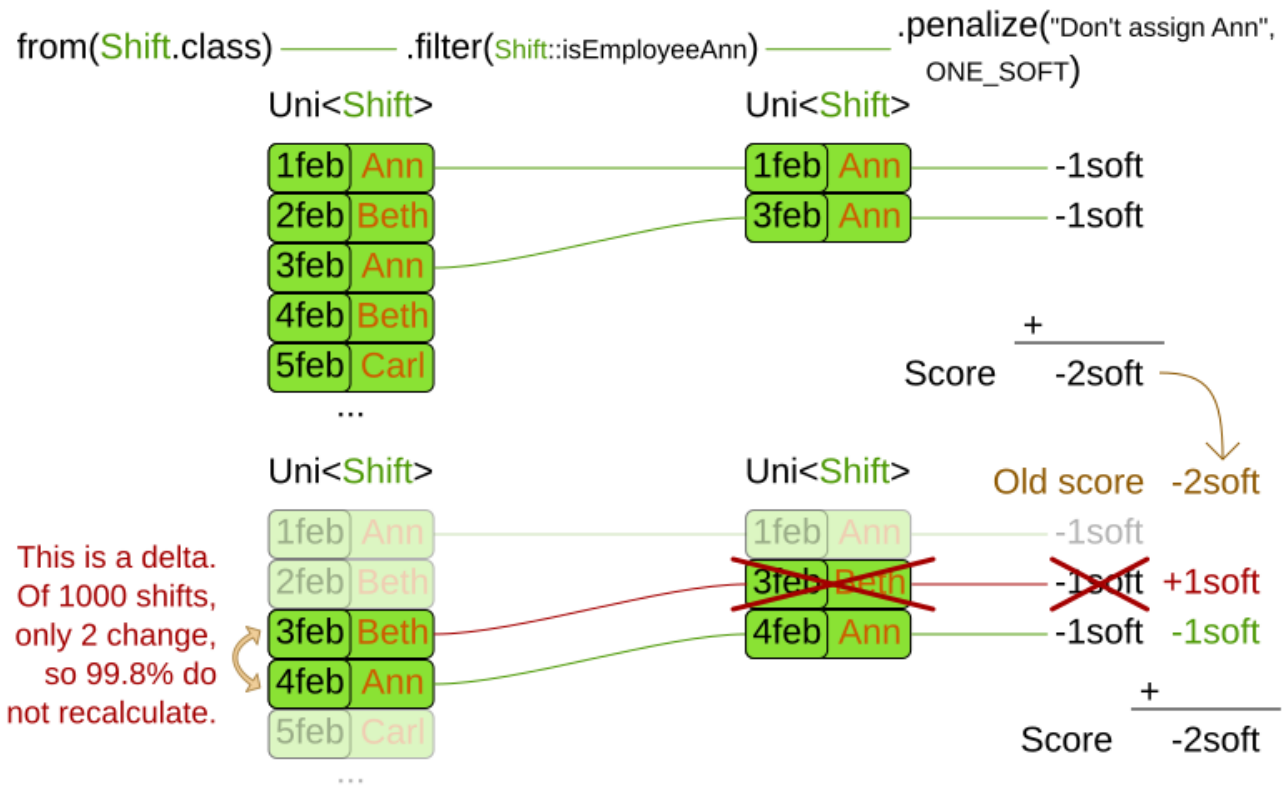 from(Shift.class) .filter(Shift::isEmployeeAnn) .penalize("Don't assign Ann",
ONE_SOFT)
Uni<Shift> Uni<Shift>
1feb Ann 1feb Ann -1soft
2feb Beth 3feb Ann -1soft
3feb Ann
4feb Beth
+
5feb Carl Score -2soft
...
Uni<Shift> Uni<Shift> Old score -2soft
1feb Ann 1feb Ann -1soft
This is a delta.
Of 1000 shifts,
only 2 change,
so 99.8% do
not recalculate.
2feb Beth 3feb Beth -1soft +1soft
3feb Beth 4feb Ann -1soft -1soft
4feb Ann
+
5feb Carl Score -2soft
...